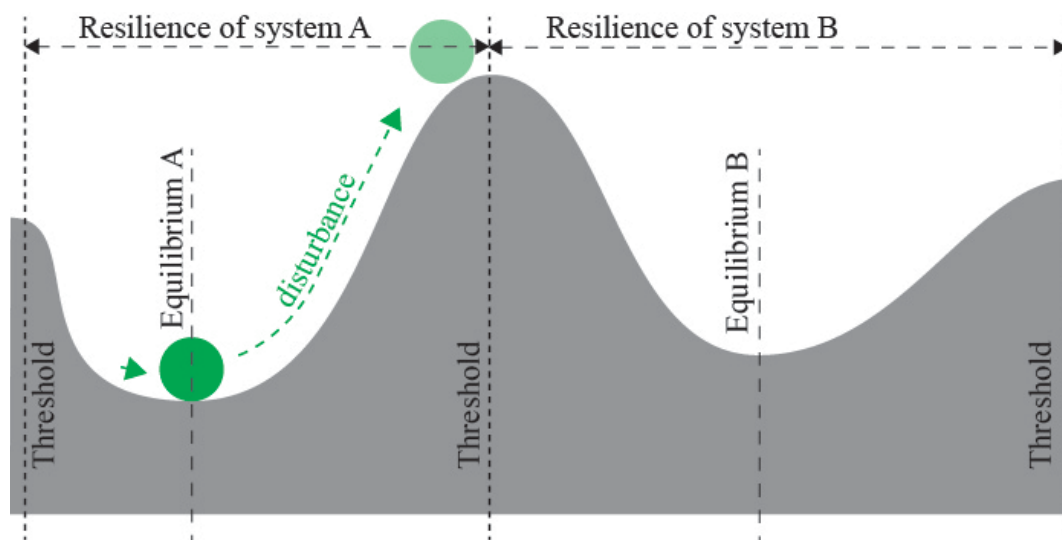 Resilience of system A
Resilience of system B
Equilibrium A
disturbance
Equilibrium B
Threshold
Threshold
Threshold